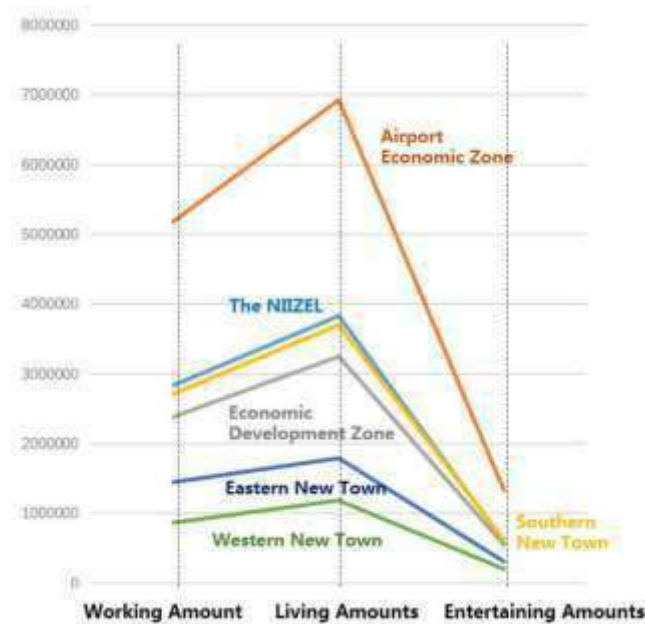 8000000
7000000
6000000
5000000
4000000
3000000
2000000
1000000
0
Airport
Economic Zone
The NIIZEL
Economic
Development Zone
Eastern New Town
Western New Town
Southern
New Town
Working Amount Living Amounts Entertaining Amounts